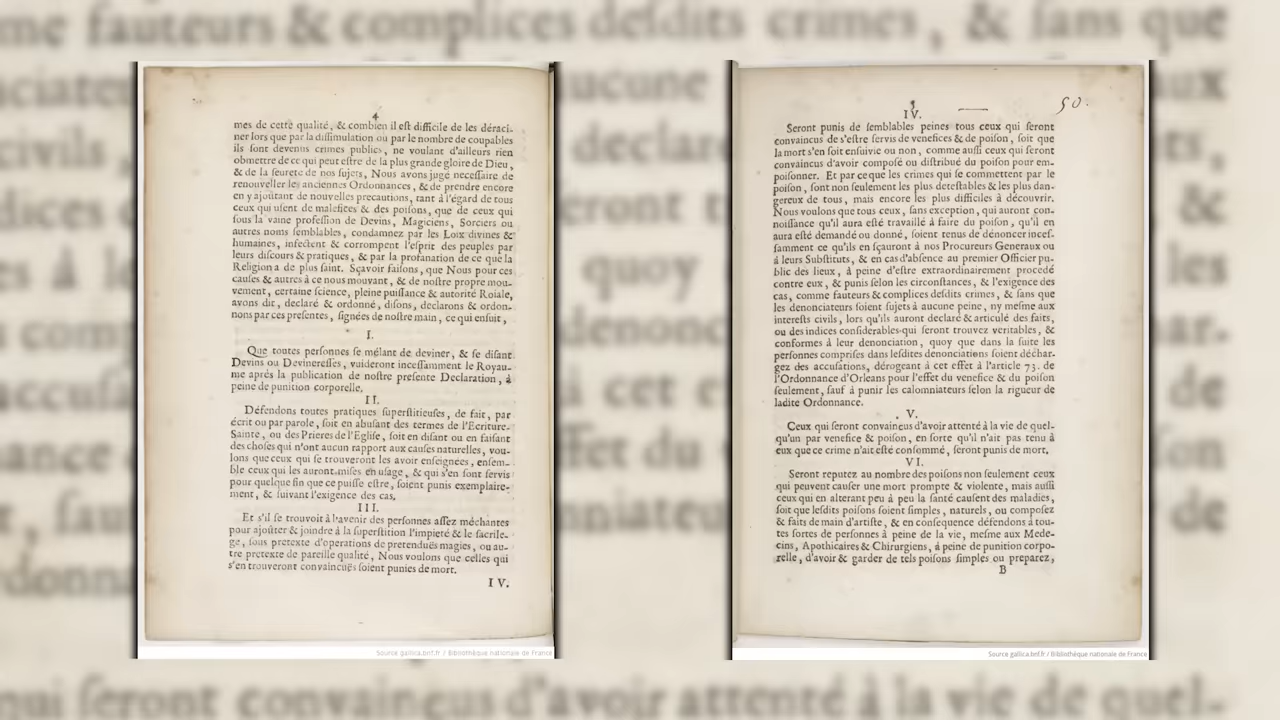 4
mes de cette qualité, & combien il est difficile de les déraci-
ner lors que par la dissimulation ou par le nombre de coupables
ils sont devenus crimes publics, ne voulant d'ailleurs rien
obmettre de ce qui peut estre de la plus grande gloire de Dieu,
& de la seureté de nos sujets, Nous avons jugé necessaire de
renouveller les anciennes Ordonnances, & de prendre encore
en y ajoûtant de nouvelles precautions, tant à l'égard de tous
ceux qui usent de malefices & des poisons, que de ceux qui
sous la vaine profession de Devins, Magiciens, Sorciers ou
autres noms semblables, condamnez par les Loix divines &
humaines, infectent & corrompent l'esprit des peuples par
leurs discours & pratiques, & par la profanation de ce que la
Religion a de plus saint. Sçavoir faisons, que Nous pour ces
causes & autres à ce nous mouvant, & de nostre propre mou-
vement, certaine science, pleine puissance & autorité Roiale,
avons dit, declaré & ordonné, disons, declarons & ordon-
nons par ces presentes, signées de nostre main, ce qui ensuit,
I.
Que toutes personnes se mêlant de deviner, & se disant
Devins ou Devineresses, vuideront incessamment le Royau-
me aprés la publication de nostre presente Declaration, à
peine de punition corporelle.
II.
Défendons toutes pratiques superstitieuses, de fait, par
écrit ou par parole, soit en abusant des termes de l'Ecriture-
Sainte, ou des Prieres de l'Eglise, soit en disant ou en faisant
des choses qui n'ont aucun rapport aux causes naturelles, vou-
lons que ceux qui se trouveront les avoir enseignées, ensem-
ble ceux qui les auront mises en usage, & qui s'en sont servis
pour quelque fin que ce puisse estre, soient punis exemplaire-
ment, & suivant l'exigence des cas,
III.
Et s'il se trouvoit à l'avenir des personnes assez méchantes
pour ajoûter & joindre à la superstition l'impieté & le sacrile-
ge, sous pretexte d'operations de pretenduës magies, ou au-
tre pretexte de pareille qualité, Nous voulons que celles qui
s'en trouveront convaincuës soient punies de mort.
IV.
Source gallica.bnf.fr / Bibliothèque nationale de France
50.
IV.
Seront punis de semblables peines tous ceux qui seront
convaincus de s'estre servis de venefices & de poison, soit que
la mort s'en soit ensuivie ou non, comme aussi ceux qui seront
convaincus d'avoir composé ou distribué du poison pour em-
poisonner. Et par ce que les crimes qui se commettent par le
poison, sont non seulement les plus detestables & les plus dan-
gereux de tous, mais encore les plus difficiles à découvrir.
Nous voulons que tous ceux, sans exception, qui auront con-
noissance qu'il aura esté travaillé à faire du poison, qu'il en
aura esté demandé ou donné, soient tenus de dénoncer inces-
samment ce qu'ils en sçauront à nos Procureurs Generaux ou
á leurs Substituts, & en cas d'absence au premier Officier pu-
blic des lieux, à peine d'estre extraordinairement procedé
contre eux, & punis selon les circonstances, & l'exigence des
cas, comme fauteurs & complices desdits crimes, & sans que
les denonciateurs soient sujets à aucune peine, ny mesme aux
interests civils, lors qu'ils auront declaré & articulé des faits,
ou des indices considerables qui seront trouvez veritables, &
conformes à leur denonciation, quoy que dans la suite les
personnes comprises dans lesdites denonciations soient déchar-
gez des accusations, dérogeant à cet effet à l'article 73. de
l'Ordonnance d'Orleans pour l'effet du venefice & du poison
seulement, sauf á punir les calomniateurs selon la rigueur de
ladite Ordonnance.
V.
Ceux qui seront convaincus d'avoir attenté à la vie de quel-
qu'un par venefice & poison, en sorte qu'il n'ait pas tenu à
eux que ce crime n'ait esté consommé, seront punis de mort.
VI.
Seront reputez au nombre des poisons non seulement ceux
qui peuvent causer une mort prompte & violente, mais aussi
ceux qui en alterant peu à peu la santé causent des maladies,
soit que lesdits poisons soient simples, naturels, ou composez
& faits de main d'artiste, & en consequence défendons à tou-
tes sortes de personnes à peine de la vie, mesme aux Mede-
cins, Apothicaires & Chirurgiens, á peine de punition corpo-
relle, d'avoir & garder de tels poisons simples ou preparez,
B
Source gallica.bnf.fr / Bibliothèque nationale de France